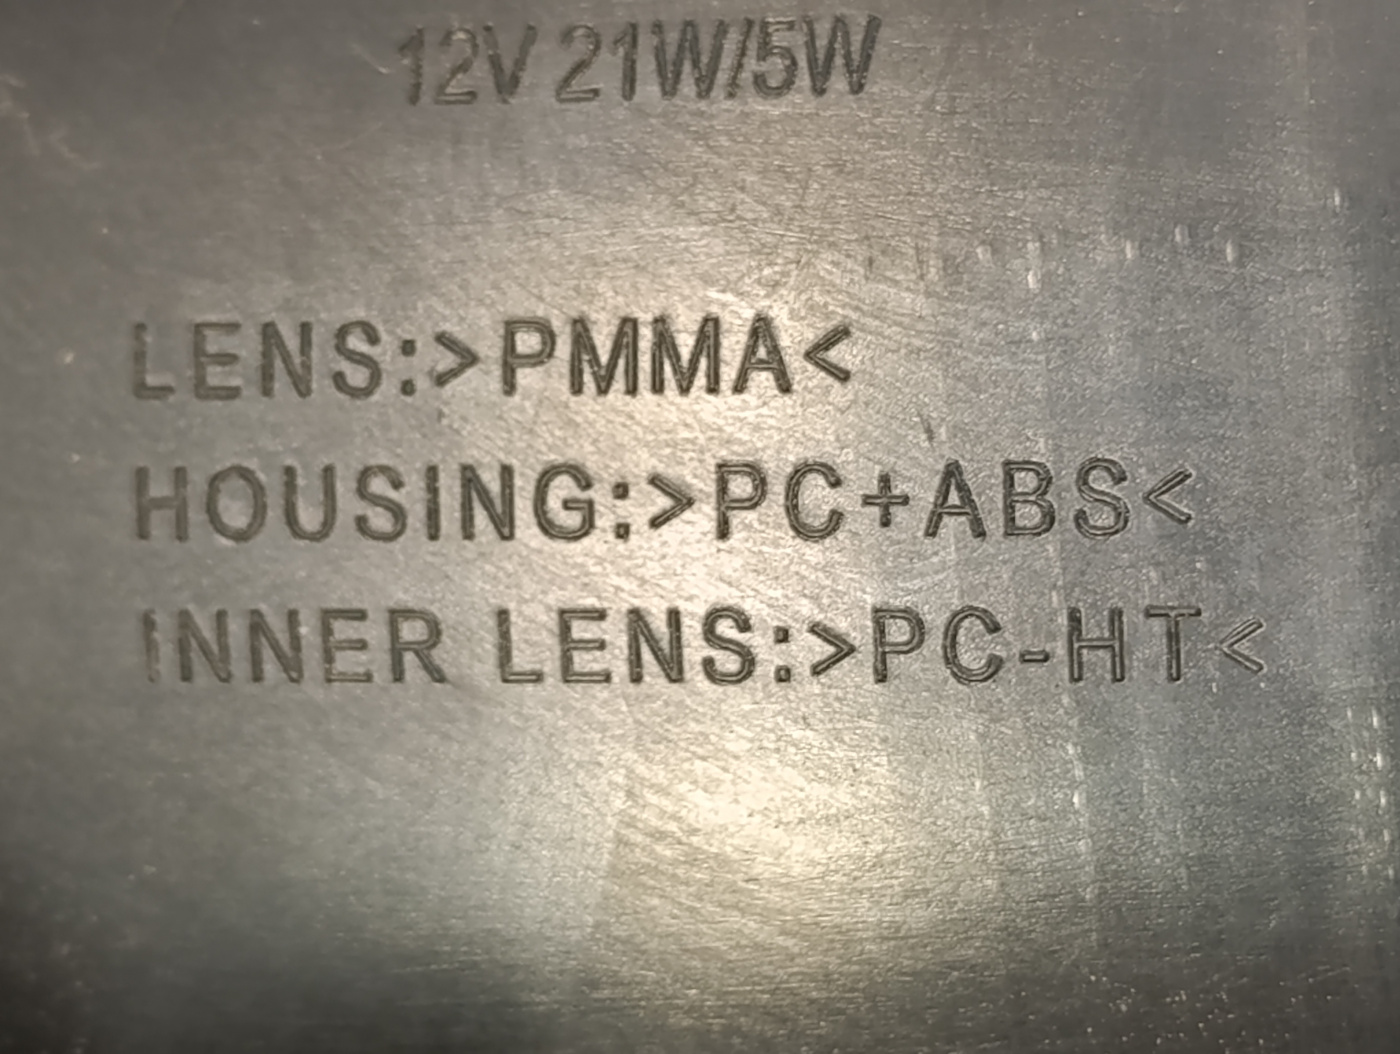 12V 21W/5W
LENS:>PMMA<
HOUSING:>PC+ABS<
INNER LENS:>PC-HT<